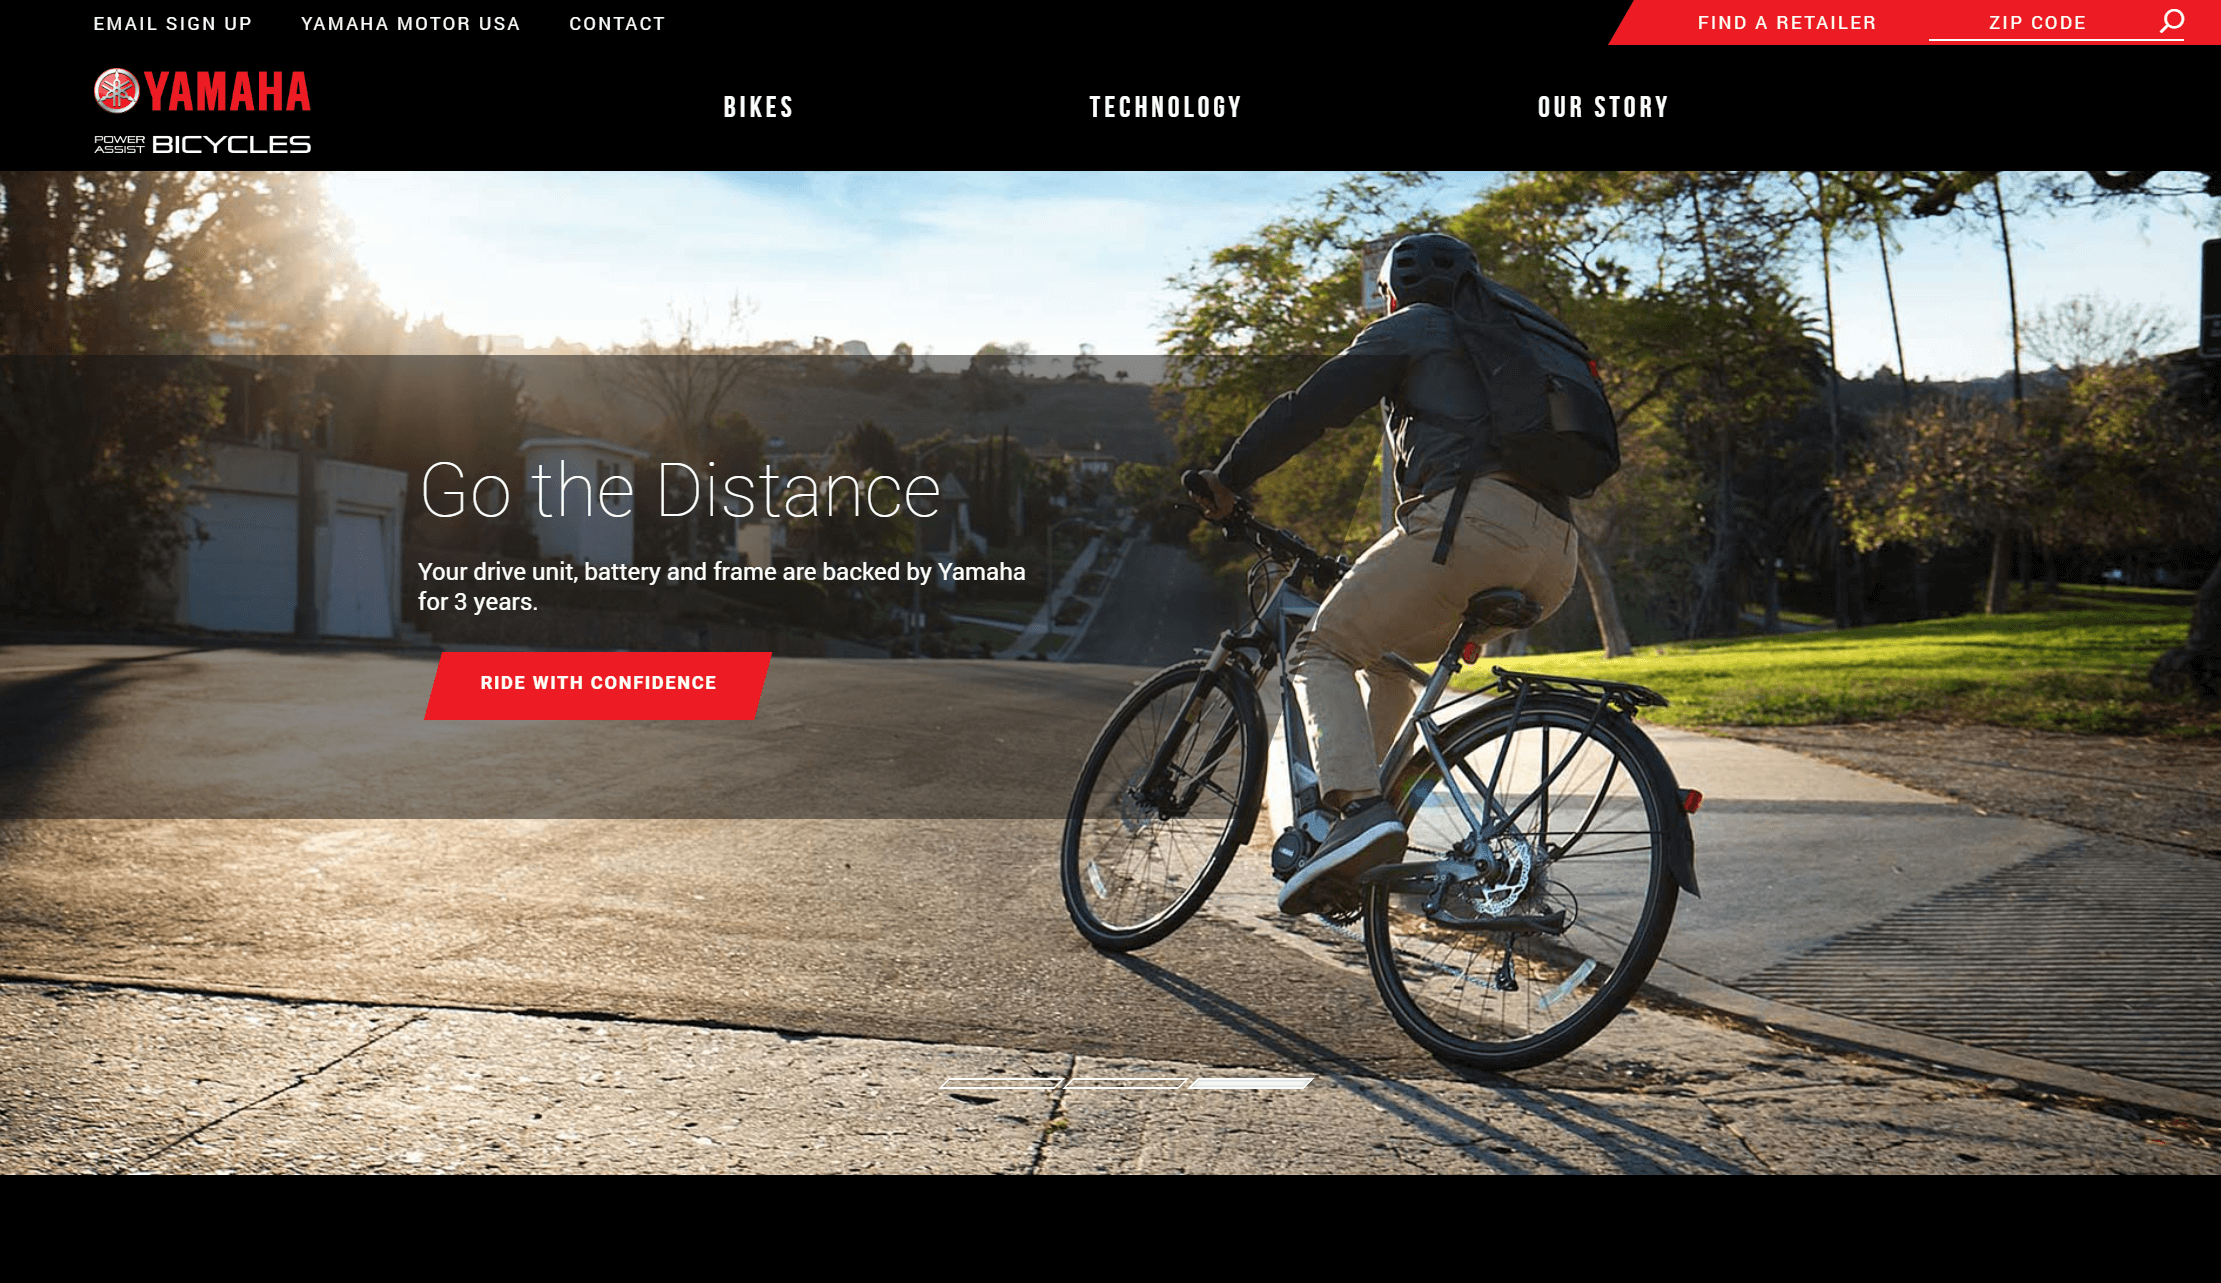 EMAIL SIGN UP
YAMAHA MOTOR USA
CONTACT
FIND A RETAILER
ZIP CODE
YAMAHA
POWER ASSIST BICYCLES
BIKES
TECHNOLOGY
OUR STORY
Go the Distance
Your drive unit, battery and frame are backed by Yamaha
for 3 years.
RIDE WITH CONFIDENCE